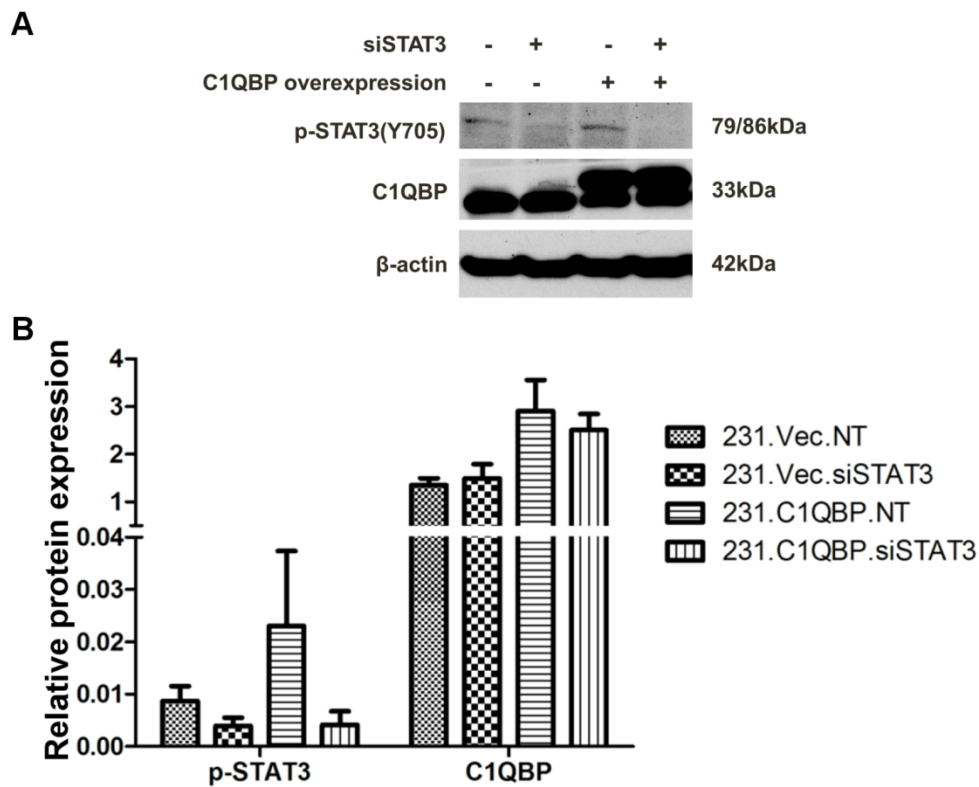 A
siSTAT3 - + - +
C1QBP overexpression - - + +
p-STAT3(Y705) 79/86kDa
C1QBP 33kDa
β-actin 42kDa
B
Relative protein expression
4
3
2
1
0.04
0.03
0.02
0.01
0.00
p-STAT3 C1QBP
231.Vec.NT
231.Vec.siSTAT3
231.C1QBP.NT
231.C1QBP.siSTAT3